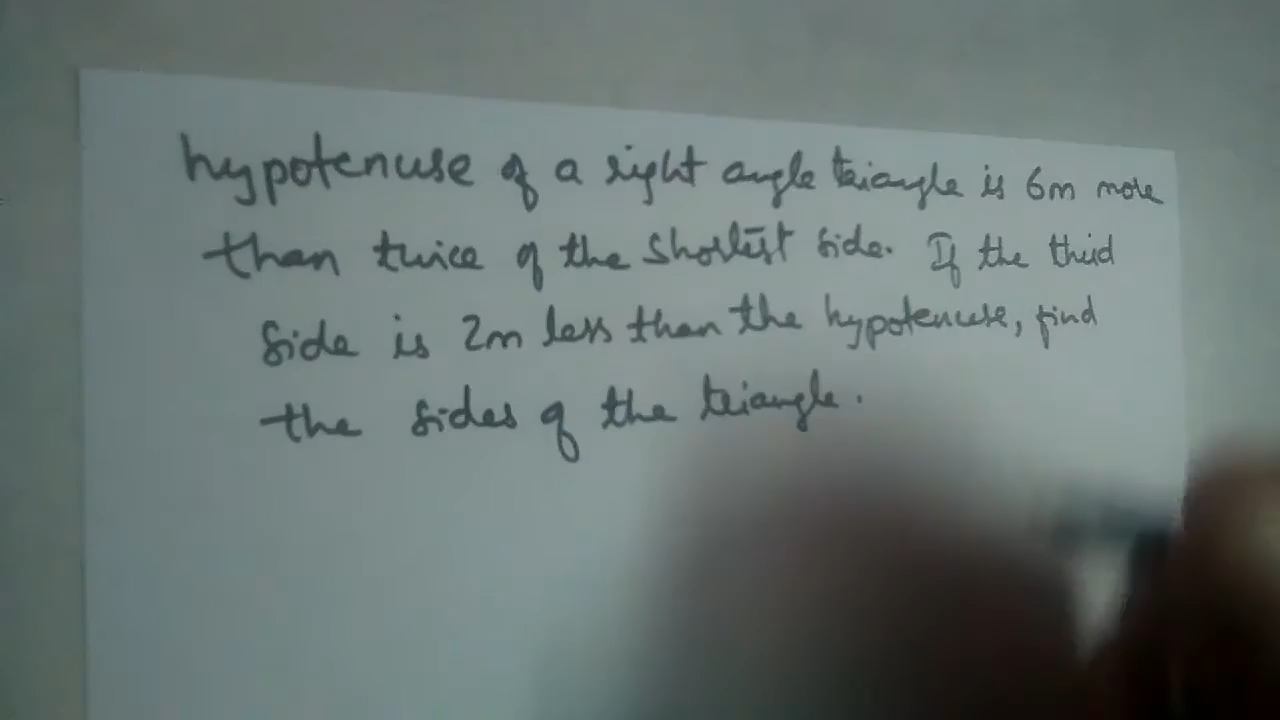 hypotenuse of a right angle triangle is 6m more
than twice of the shortest side. If the third
side is 2m less than the hypotenuse, find
the sides of the triangle.